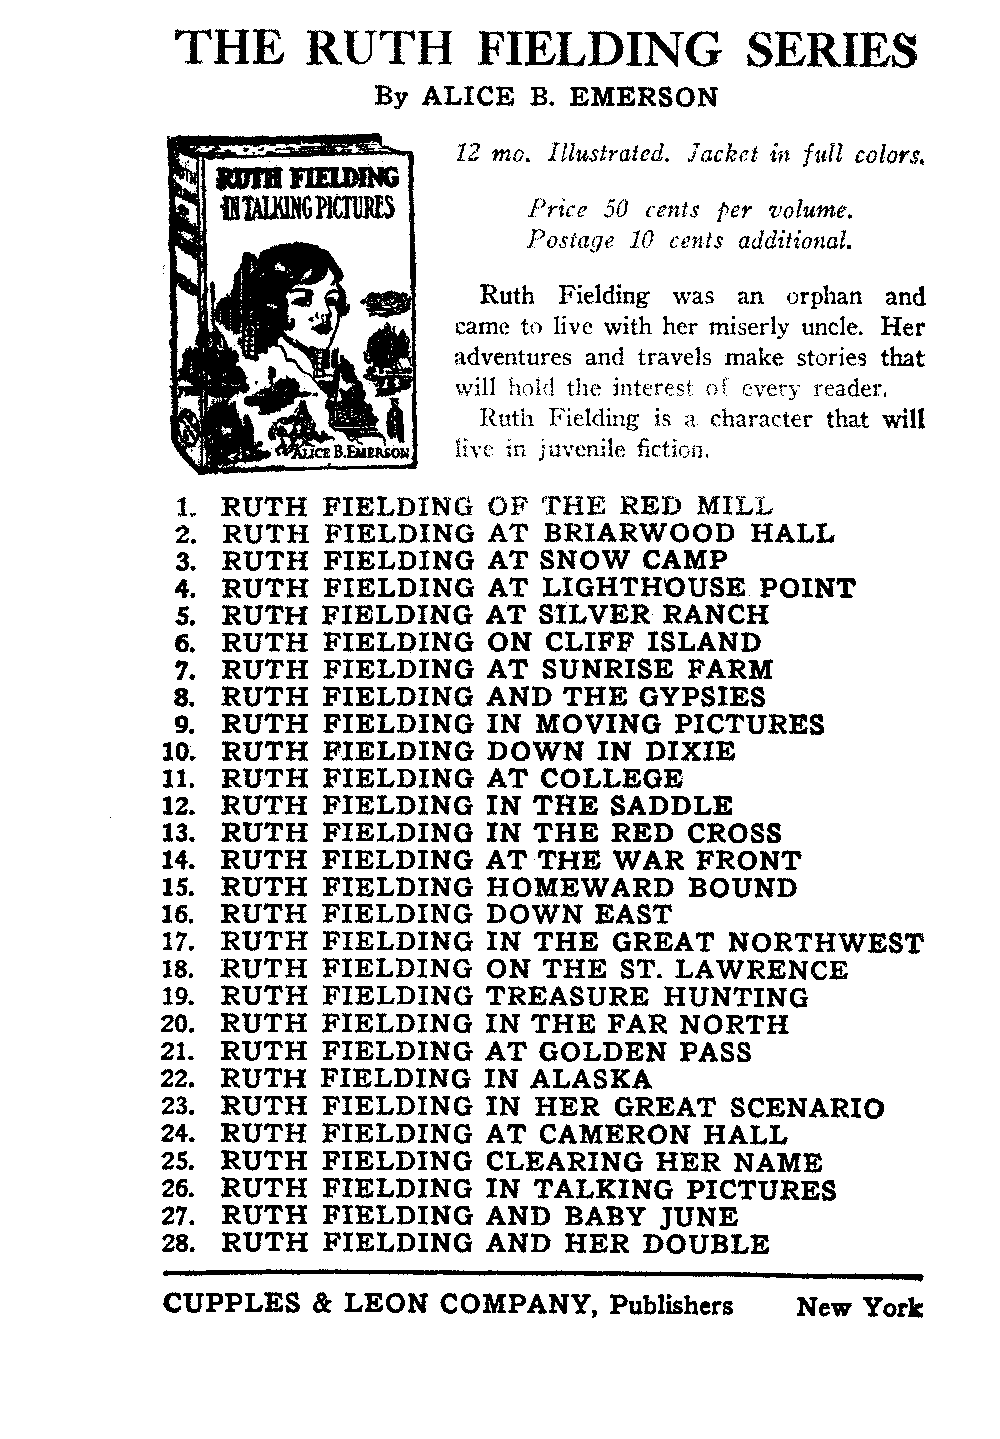 THE RUTH FIELDING SERIES
By ALICE B. EMERSON
RUTH FIELDING
IN TALKING PICTURES
ALICE B. EMERSON
12 mo. Illustrated. Jacket in full colors.
Price 50 cents per volume.
Postage 10 cents additional.
Ruth Fielding was an orphan and
came to live with her miserly uncle. Her
adventures and travels make stories that
will hold the interest of every reader.
Ruth Fielding is a character that will
live in juvenile fiction.
1. RUTH FIELDING OF THE RED MILL
2. RUTH FIELDING AT BRIARWOOD HALL
3. RUTH FIELDING AT SNOW CAMP
4. RUTH FIELDING AT LIGHTHOUSE POINT
5. RUTH FIELDING AT SILVER RANCH
6. RUTH FIELDING ON CLIFF ISLAND
7. RUTH FIELDING AT SUNRISE FARM
8. RUTH FIELDING AND THE GYPSIES
9. RUTH FIELDING IN MOVING PICTURES
10. RUTH FIELDING DOWN IN DIXIE
11. RUTH FIELDING AT COLLEGE
12. RUTH FIELDING IN THE SADDLE
13. RUTH FIELDING IN THE RED CROSS
14. RUTH FIELDING AT THE WAR FRONT
15. RUTH FIELDING HOMEWARD BOUND
16. RUTH FIELDING DOWN EAST
17. RUTH FIELDING IN THE GREAT NORTHWEST
18. RUTH FIELDING ON THE ST. LAWRENCE
19. RUTH FIELDING TREASURE HUNTING
20. RUTH FIELDING IN THE FAR NORTH
21. RUTH FIELDING AT GOLDEN PASS
22. RUTH FIELDING IN ALASKA
23. RUTH FIELDING IN HER GREAT SCENARIO
24. RUTH FIELDING AT CAMERON HALL
25. RUTH FIELDING CLEARING HER NAME
26. RUTH FIELDING IN TALKING PICTURES
27. RUTH FIELDING AND BABY JUNE
28. RUTH FIELDING AND HER DOUBLE
CUPPLES & LEON COMPANY, Publishers New York